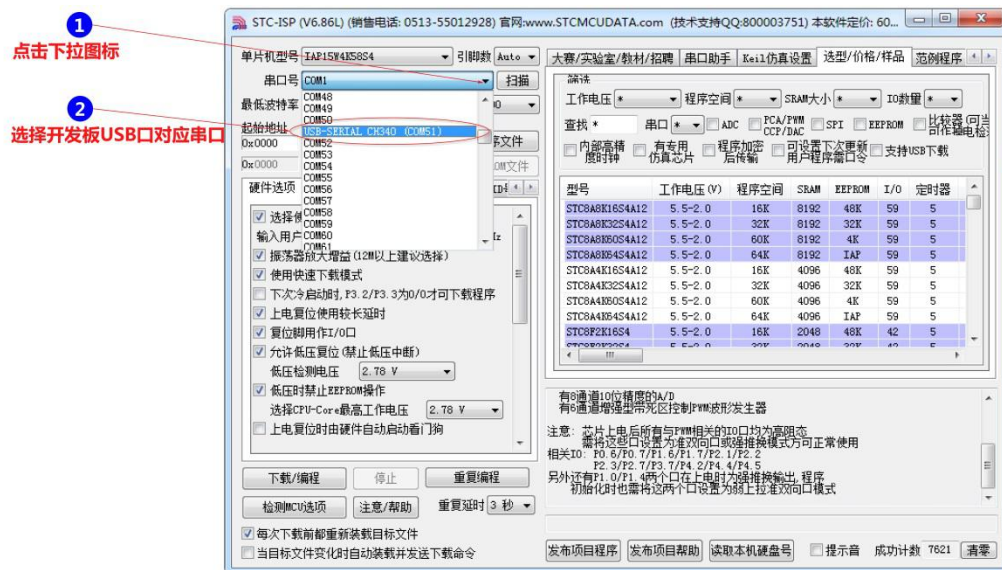 STC-ISP (V6.86L) (销售电话: 0513-55012928) 官网:www.STCMCUDATA.com (技术支持QQ:800003751) 本软件定价: 60...
1
点击下拉图标
2
选择开发板USB口对应串口
单片机型号 IAP15W4K58S4 引脚数 Auto
串口号 COM1 扫描
最低波特率
起始地址
0x0000 序文件
0x0000 OM文件
COM48
COM49
COM50
USB-SERIAL CH340 (COM51)
COM52
COM53
COM54
COM55
COM56
COM57
COM58
COM59
COM60
COM61
硬件选项
选择使
输入用户 Hz
振荡器放大增益(12M以上建议选择)
使用快速下载模式
下次冷启动时,P3.2/P3.3为0/0才可下载程序
上电复位使用较长延时
复位脚用作I/O口
允许低压复位(禁止低压中断)
低压检测电压 2.78 V
低压时禁止EEPROM操作
选择CPU-Core最高工作电压 2.78 V
上电复位时由硬件自动启动看门狗
下载/编程 停止 重复编程
检测MCU选项 注意/帮助 重复延时 3 秒
每次下载前都重新装载目标文件
当目标文件变化时自动装载并发送下载命令
大赛/实验室/教材/招聘 串口助手 Keil仿真设置 选型/价格/样品 范例程序
筛选
工作电压 * 程序空间 * SRAM大小 * IO数量 *
查找 * 串口 * ADC PCA/PWM CCP/DAC SPI EEPROM 比较器(可当
内部高精度时钟 有专用仿真芯片 程序加密后传输 可设置下次更新用户程序需口令 支持USB下载
型号 工作电压(V) 程序空间 SRAM EEPROM I/O 定时器
STC8A8K16S4A12 5.5-2.0 16K 8192 48K 59 5
STC8A8K32S4A12 5.5-2.0 32K 8192 32K 59 5
STC8A8K60S4A12 5.5-2.0 60K 8192 4K 59 5
STC8A8K64S4A12 5.5-2.0 64K 8192 IAP 59 5
STC8A4K16S4A12 5.5-2.0 16K 4096 48K 59 5
STC8A4K32S4A12 5.5-2.0 32K 4096 32K 59 5
STC8A4K60S4A12 5.5-2.0 60K 4096 4K 59 5
STC8A4K64S4A12 5.5-2.0 64K 4096 IAP 59 5
STC8F2K16S4 5.5-2.0 16K 2048 48K 42 5
STC8F2K32S4 5.5-2.0 32K 2048 32K 42 5
有8通道10位精度的A/D
有6通道增强型带死区控制PWM波形发生器
注意: 芯片上电后所有与PWM相关的IO口均为高阻态
需将这些口设置为准双向口或强推挽模式方可正常使用
相关IO: P0.6/P0.7/P1.6/P1.7/P2.1/P2.2
P2.3/P2.7/P3.7/P4.2/P4.4/P4.5
另外还有P1.0/P1.4两个口在上电时为强推挽输出,程序
初始化时也需将这两个口设置为弱上拉准双向口模式
发布项目程序 发布项目帮助 读取本机硬盘号 提示音 成功计数 7621 清零